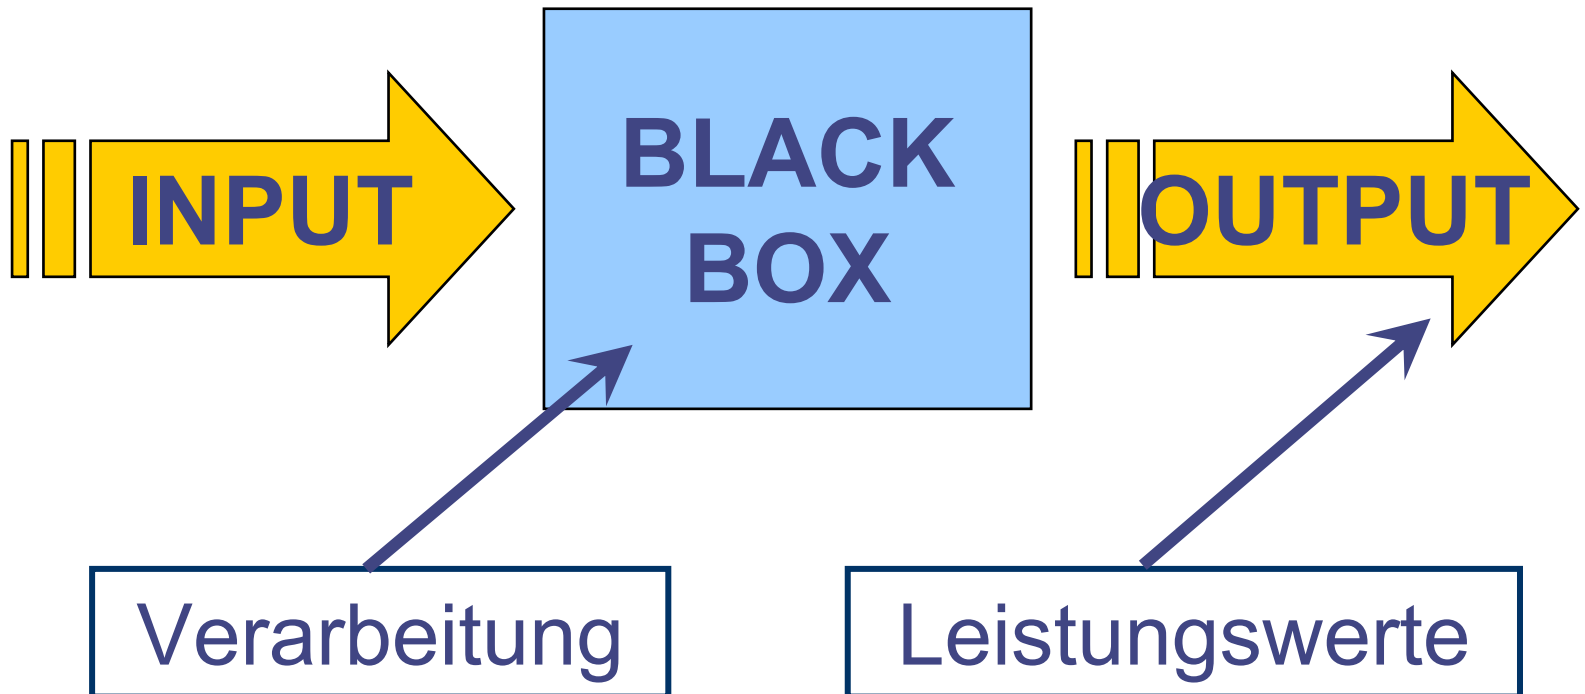 INPUT
BLACK
BOX
OUTPUT
Verarbeitung
Leistungswerte